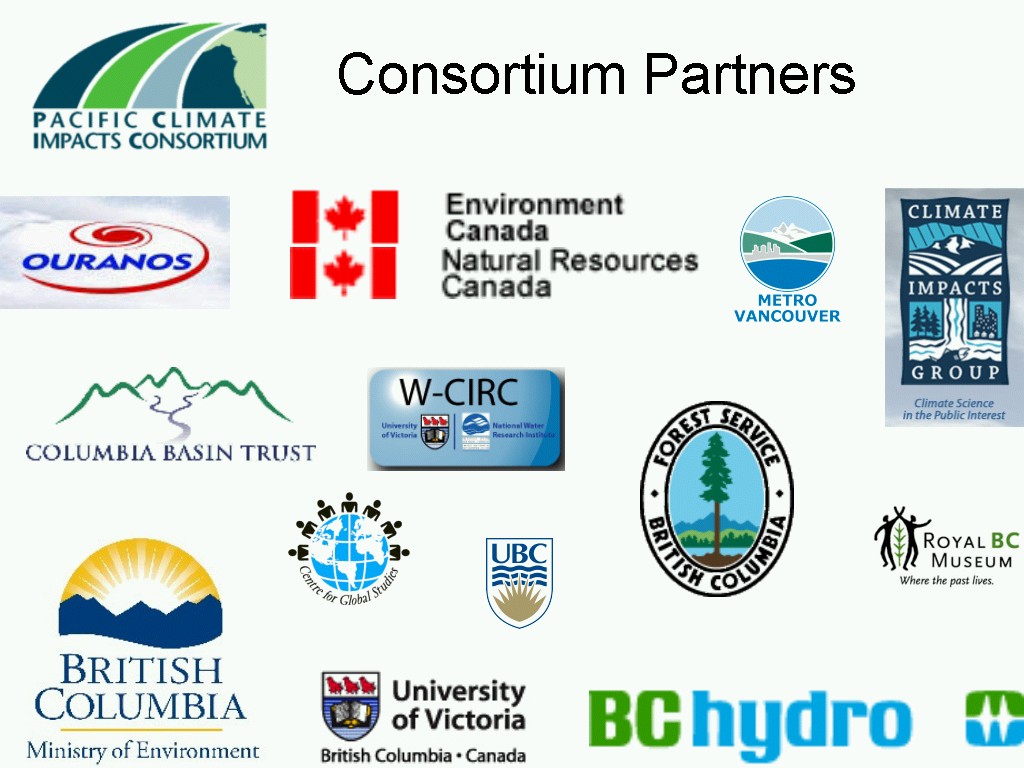 PACIFIC CLIMATE
IMPACTS CONSORTIUM
Consortium Partners
OURANOS
Environment
Canada
Natural Resources
Canada
METRO
VANCOUVER
CLIMATE
IMPACTS
GROUP
Climate Science
in the Public Interest
COLUMBIA BASIN TRUST
W-CIRC
University
of Victoria
National Water
Research Institute
FOREST SERVICE
BRITISH COLUMBIA
Centre for Global Studies
UBC
ROYAL BC
MUSEUM
Where the past lives.
BRITISH
COLUMBIA
Ministry of Environment
University
of Victoria
British Columbia • Canada
BC hydro